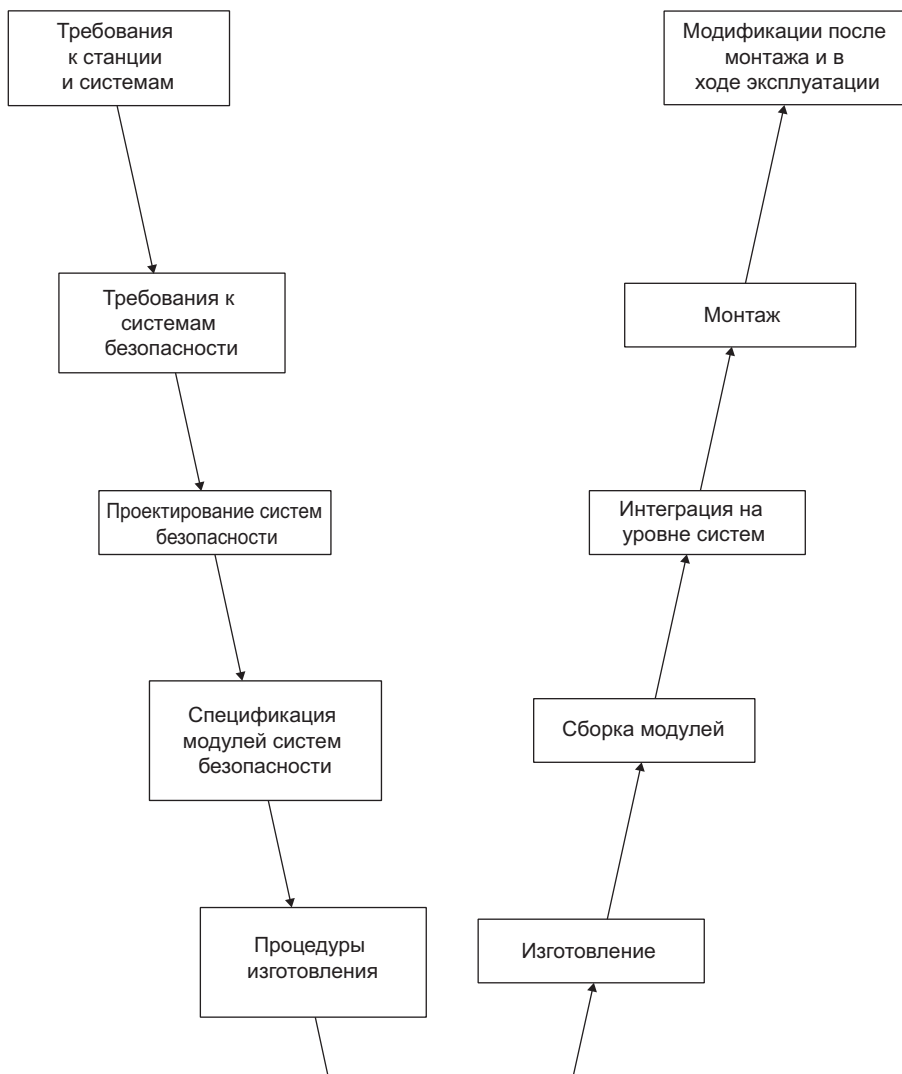 Требования
к станции
и системам
Требования к
системам
безопасности
Проектирование систем
безопасности
Спецификация
модулей систем
безопасности
Процедуры
изготовления
Модификации после
монтажа и в
ходе эксплуатации
Монтаж
Интеграция на
уровне систем
Сборка модулей
Изготовление